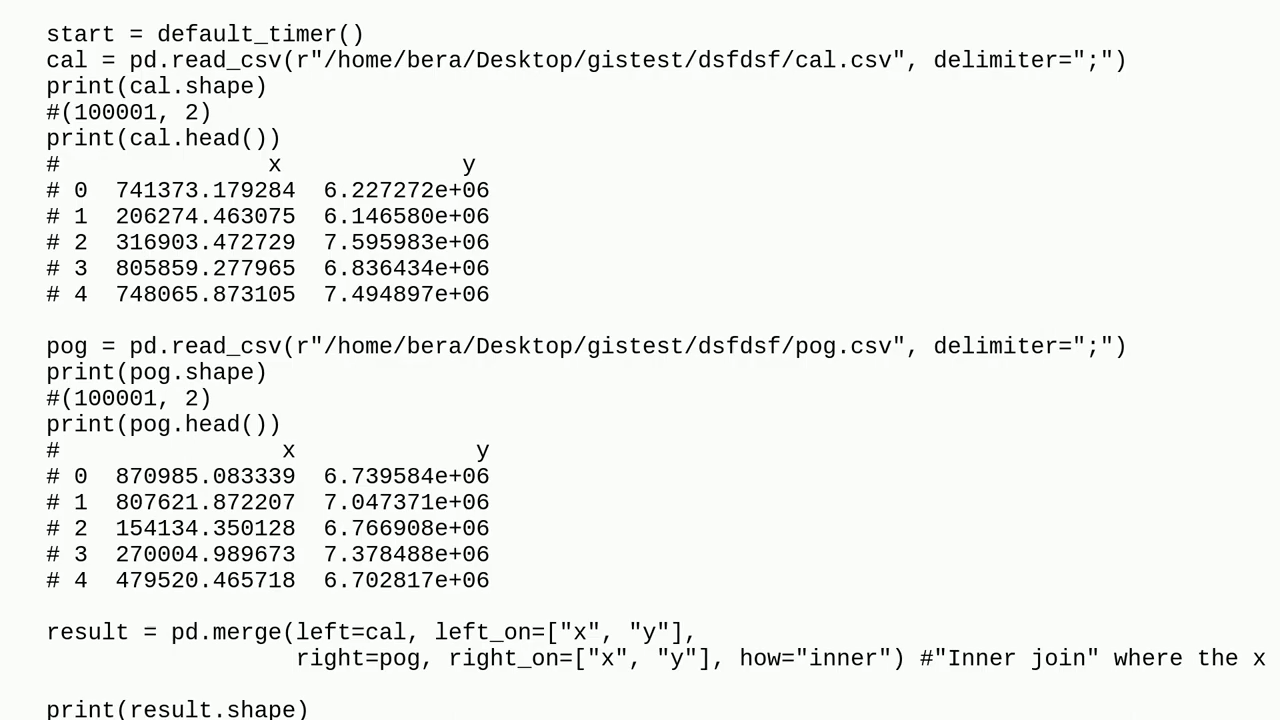 start = default_timer()
cal = pd.read_csv(r"/home/bera/Desktop/gistest/dsfdsf/cal.csv", delimiter=";")
print(cal.shape)
#(100001, 2)
print(cal.head())
#               x             y
# 0  741373.179284  6.227272e+06
# 1  206274.463075  6.146580e+06
# 2  316903.472729  7.595983e+06
# 3  805859.277965  6.836434e+06
# 4  748065.873105  7.494897e+06
pog = pd.read_csv(r"/home/bera/Desktop/gistest/dsfdsf/pog.csv", delimiter=";")
print(pog.shape)
#(100001, 2)
print(pog.head())
#                x             y
# 0  870985.083339  6.739584e+06
# 1  807621.872207  7.047371e+06
# 2  154134.350128  6.766908e+06
# 3  270004.989673  7.378488e+06
# 4  479520.465718  6.702817e+06
result = pd.merge(left=cal, left_on=["x", "y"],
                  right=pog, right_on=["x", "y"], how="inner") #"Inner join" where the x
print(result.shape)